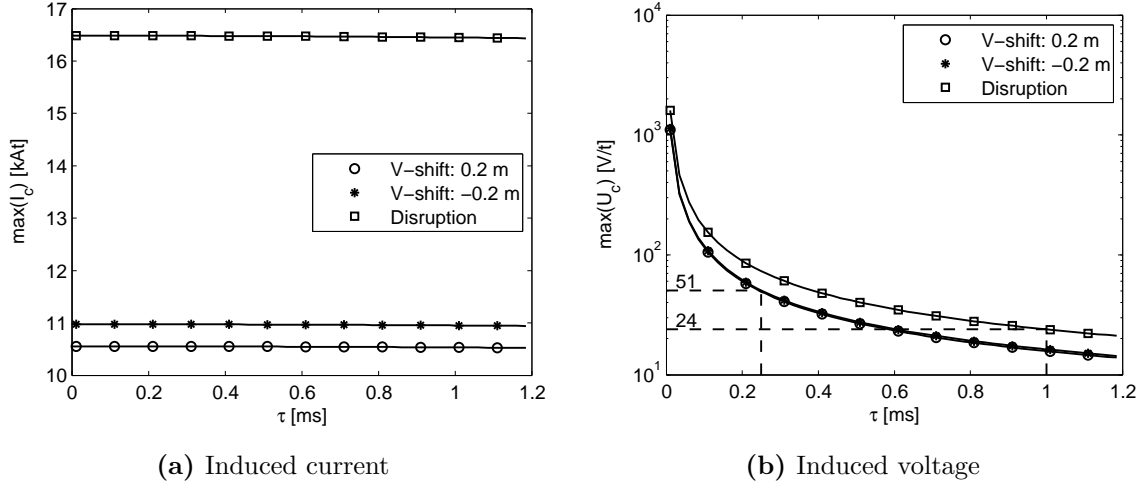 17
16
15
14
13
12
11
10
max(I_c) [kAt]
0
0.2
0.4
0.6
0.8
1
1.2
τ [ms]
V−shift: 0.2 m
V−shift: −0.2 m
Disruption
(a) Induced current
10^4
10^3
10^2
10^1
max(U_c) [V/t]
51
24
0
0.2
0.4
0.6
0.8
1
1.2
τ [ms]
V−shift: 0.2 m
V−shift: −0.2 m
Disruption
(b) Induced voltage